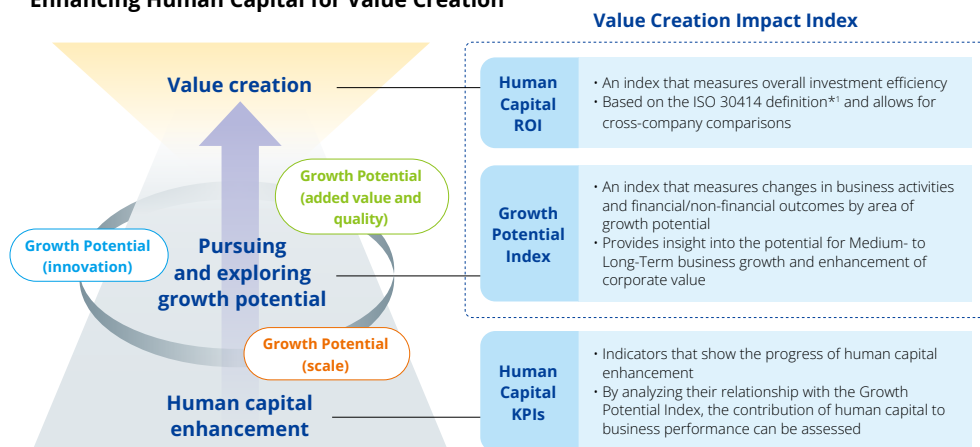 Enhancing Human Capital for Value Creation
Value Creation Impact Index
Value creation
Growth Potential
(added value and
quality)
Growth Potential
(innovation)
Pursuing
and exploring
growth potential
Growth Potential
(scale)
Human capital
enhancement
Human
Capital
ROI
• An index that measures overall investment efficiency
• Based on the ISO 30414 definition*1 and allows for
cross-company comparisons
Growth
Potential
Index
• An index that measures changes in business activities
and financial/non-financial outcomes by area of
growth potential
• Provides insight into the potential for Medium- to
Long-Term business growth and enhancement of
corporate value
Human
Capital
KPIs
• Indicators that show the progress of human capital
enhancement
• By analyzing their relationship with the Growth
Potential Index, the contribution of human capital to
business performance can be assessed